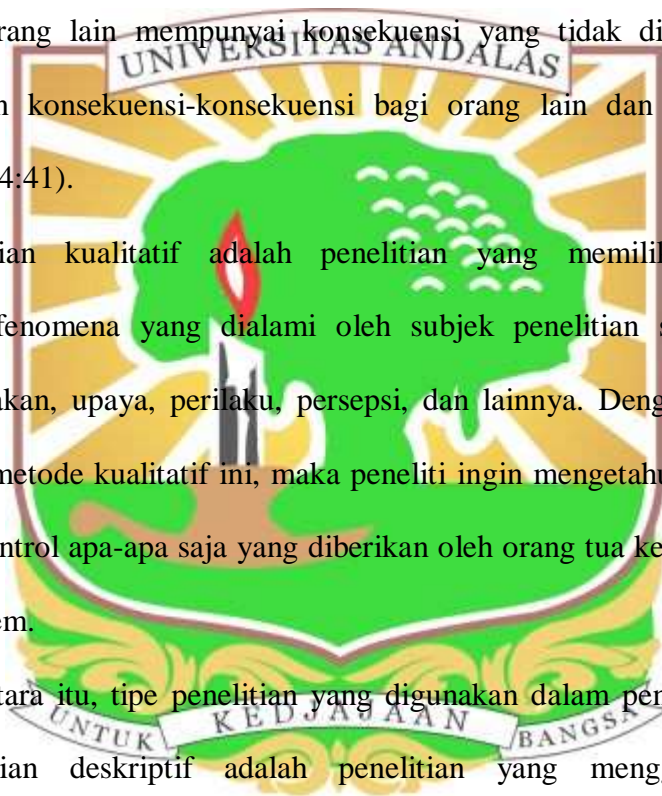 rang lain mempunyai konsekuensi yang tidak di
UNIVERSITAS ANDALAS
konsekuensi-konsekuensi bagi orang lain dan
4:41).
ian kualitatif adalah penelitian yang memilik
fenomena yang dialami oleh subjek penelitian s
akan, upaya, perilaku, persepsi, dan lainnya. Deng
metode kualitatif ini, maka peneliti ingin mengetahu
ntrol apa-apa saja yang diberikan oleh orang tua ke
em.
tara itu, tipe penelitian yang digunakan dalam pen
UNTUK KEDJAJAAN BANGSA
ian deskriptif adalah penelitian yang mengg